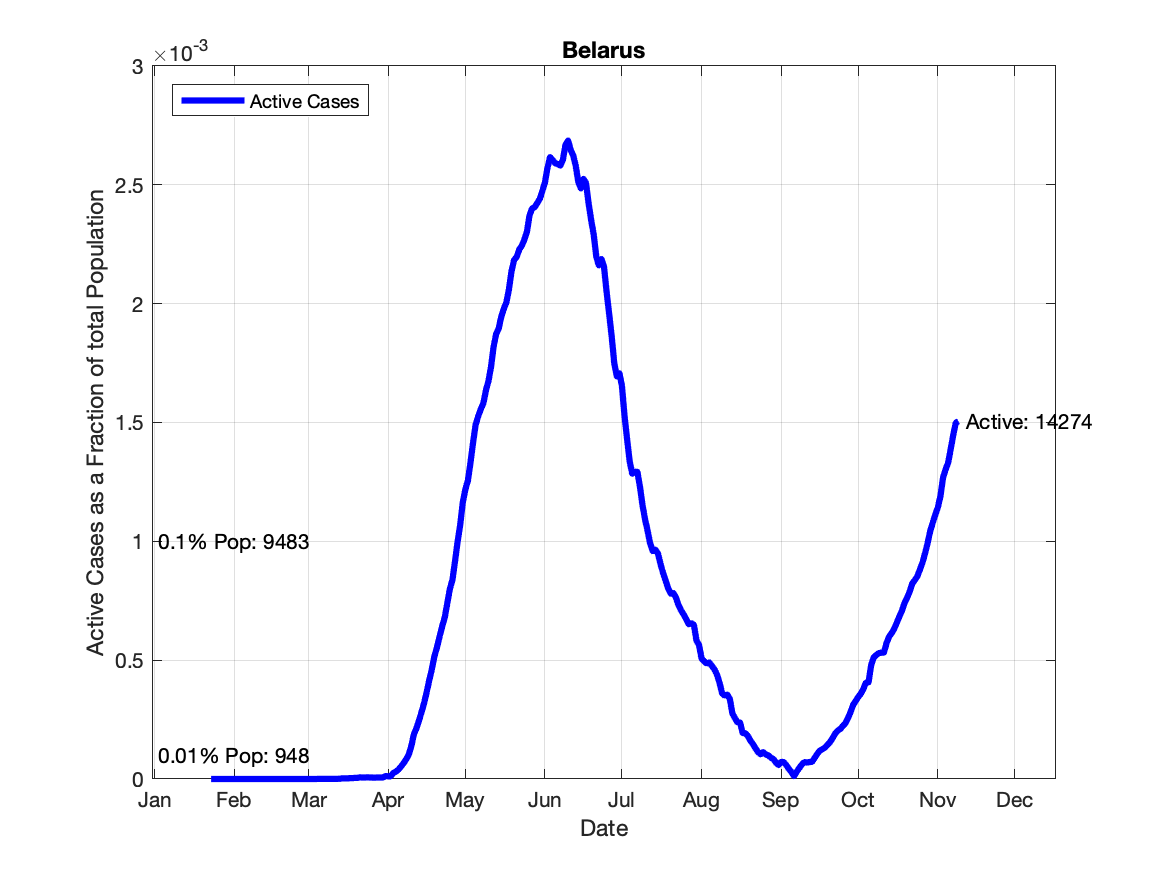 Belarus
×10-3
3
Active Cases
2.5
2
1.5
Active: 14274
1
0.1% Pop: 9483
0.5
0.01% Pop: 948
0
Jan Feb Mar Apr May Jun Jul Aug Sep Oct Nov Dec
Date
Active Cases as a Fraction of total Population